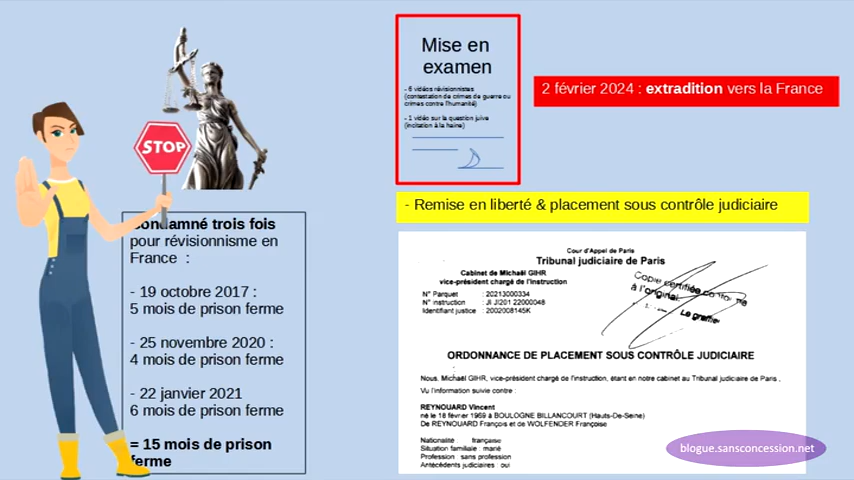 STOP
Condamné trois fois
pour révisionnisme en
France :
- 19 octobre 2017 :
5 mois de prison ferme
- 25 novembre 2020 :
4 mois de prison ferme
- 22 janvier 2021
6 mois de prison ferme
= 15 mois de prison
ferme
Mise en
examen
- 6 vidéos révisionnistes
(contestation de crimes de guerre ou
crimes contre l'humanité)
- 1 vidéo sur la question juive
(incitation à la haine)
2 février 2024 : extradition vers la France
- Remise en liberté & placement sous contrôle judiciaire
Cour d'Appel de Paris
Tribunal judiciaire de Paris
Cabinet de Michaël GIHR
vice-président chargé de l'instruction
N° Parquet : 20213000334
N° Instruction : JI JI201 22000048
Identifiant justice : 2002008145K
Copie certifiée conforme
à l'original.
Le greffier
ORDONNANCE DE PLACEMENT SOUS CONTRÔLE JUDICIAIRE
Nous, Michaël GIHR, vice-président chargé de l'instruction, étant en notre cabinet au Tribunal judiciaire de Paris ,
Vu l'information suivie contre :
REYNOUARD Vincent
né le 18 février 1969 à BOULOGNE BILLANCOURT (Hauts-De-Seine)
De REYNOUARD François et de WOLFENDER Françoise
Nationalité : française
Situation familiale : marié
Profession : sans profession
Antécédents judiciaires : oui
blogue.sansconcession.net